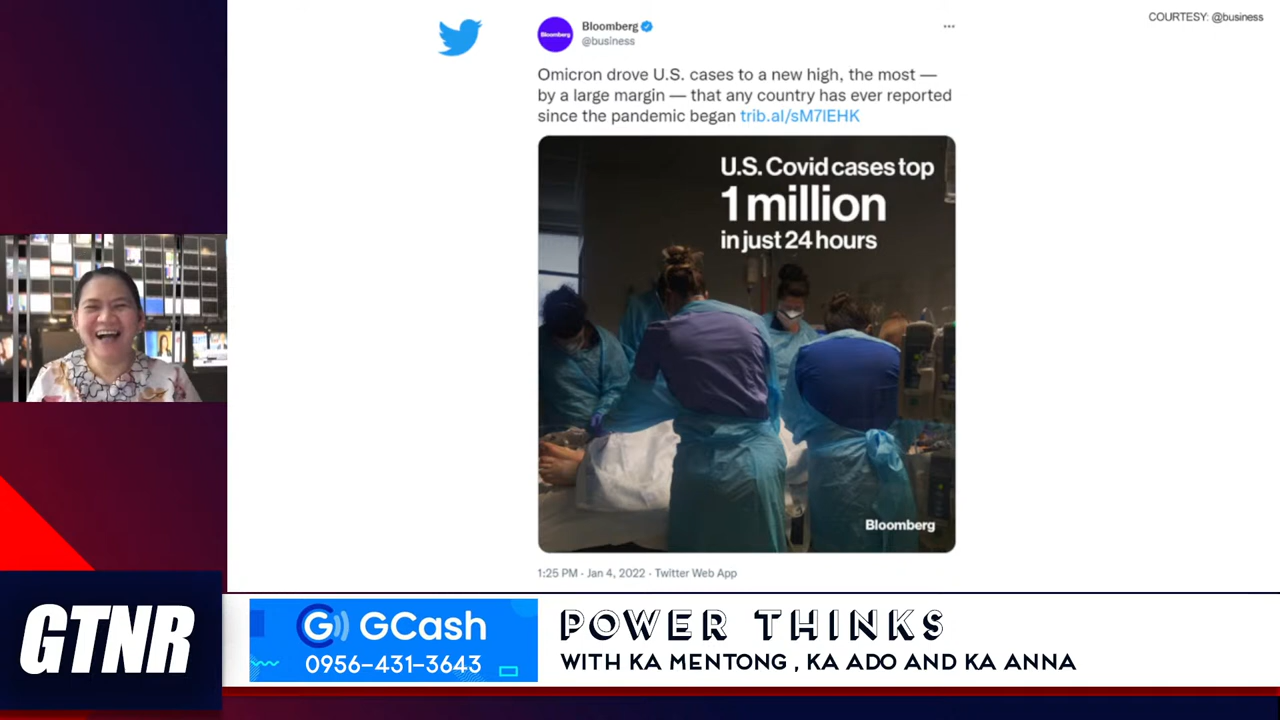 COURTESY: @business
Bloomberg
Bloomberg
@business
Omicron drove U.S. cases to a new high, the most —
by a large margin — that any country has ever reported
since the pandemic began trib.al/sM7lEHK
U.S. Covid cases top
1 million
in just 24 hours
Bloomberg
1:25 PM · Jan 4, 2022 · Twitter Web App
GTNR
G GCash
0956-431-3643
POWER THINKS
WITH KA MENTONG , KA ADO AND KA ANNA